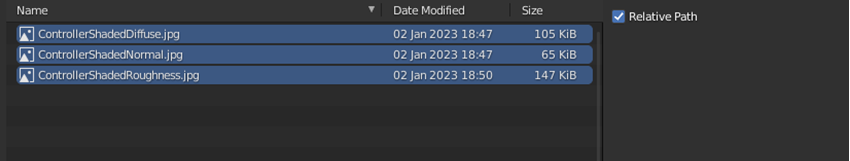 Name Date Modified Size
Relative Path
ControllerShadedDiffuse.jpg 02 Jan 2023 18:47 105 KiB
ControllerShadedNormal.jpg 02 Jan 2023 18:47 65 KiB
ControllerShadedRoughness.jpg 02 Jan 2023 18:50 147 KiB